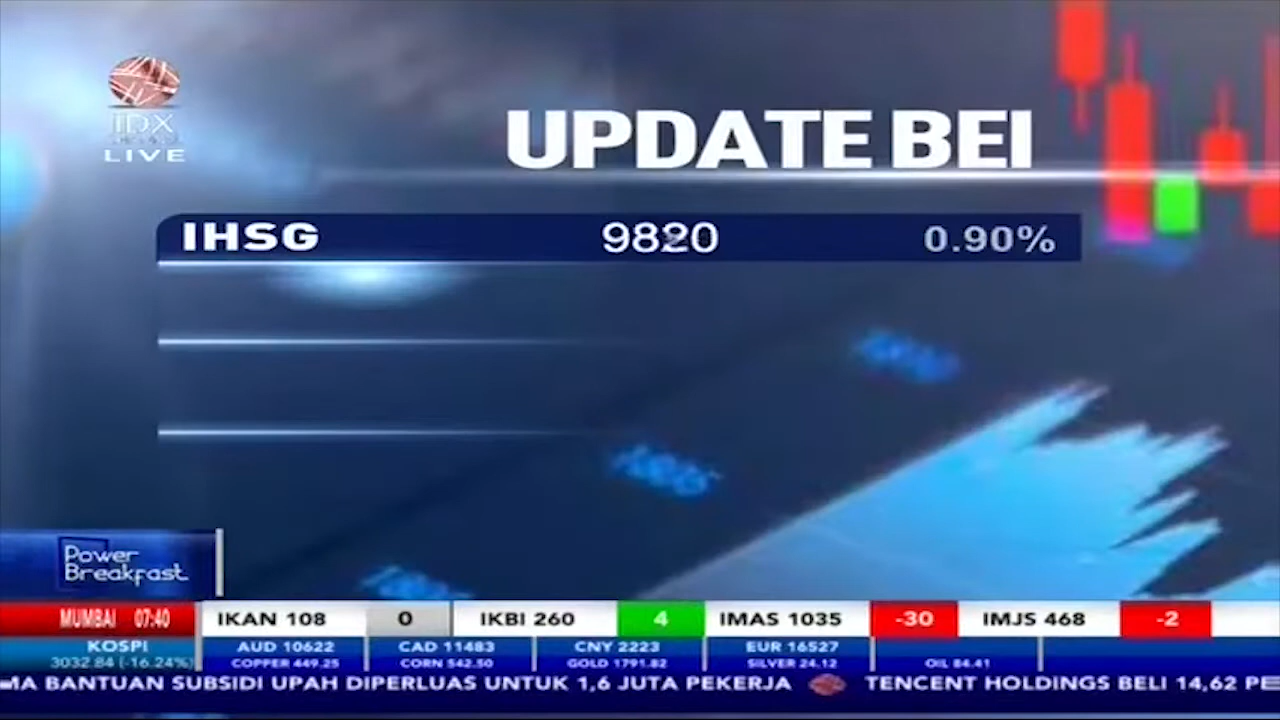 IDX
LIVE
UPDATE BEI
IHSG 0.90%
Power
Breakfast
MUMBAI 07:40 IKAN 108 0 IKBI 260 4 IMAS 1035 -30 IMJS 468 -2
KOSPI AUD 10622 CAD 11483 CNY 2223 EUR 16527
3032.84 (-16.24%) COPPER 449.25 CORN 542.50 GOLD 1791.82 SILVER 24.12 OIL 84.41
MA BANTUAN SUBSIDI UPAH DIPERLUAS UNTUK 1,6 JUTA PEKERJA TENCENT HOLDINGS BELI 14,62 PE